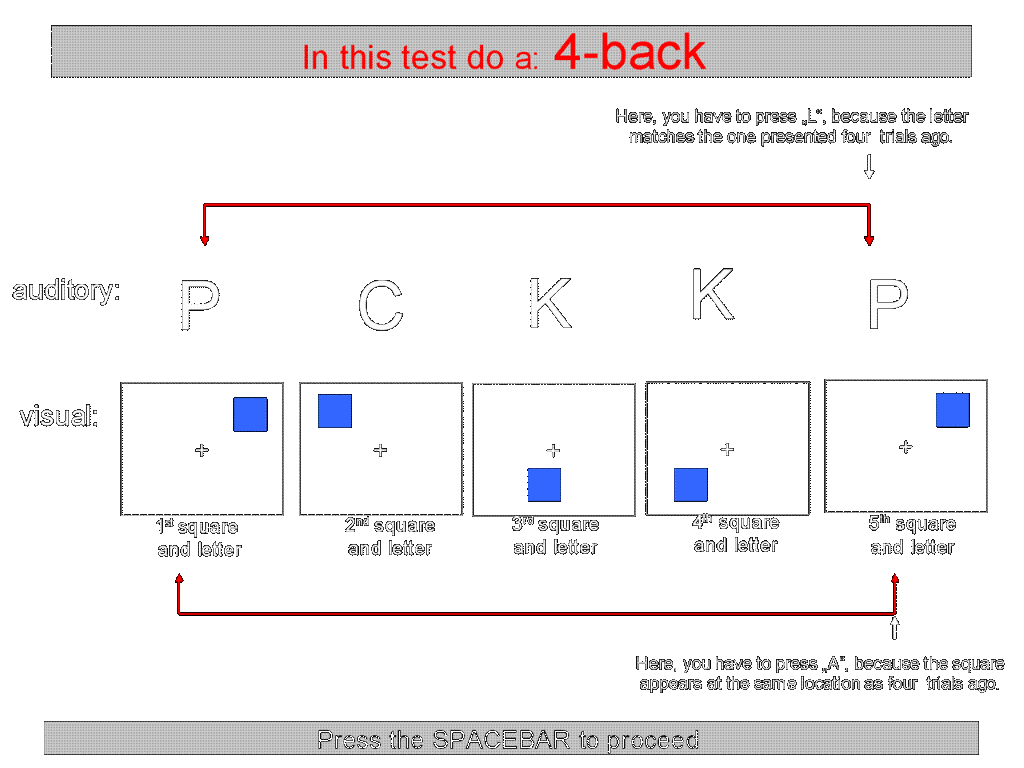 In this test do a: 4-back
Here, you have to press „L“, because the letter
matches the one presented four trials ago.
auditory: P C K K P
visual:
1st square and letter
2nd square and letter
3rd square and letter
4th square and letter
5th square and letter
Here, you have to press „A“, because the square
appears at the same location as four trials ago.
Press the SPACEBAR to proceed